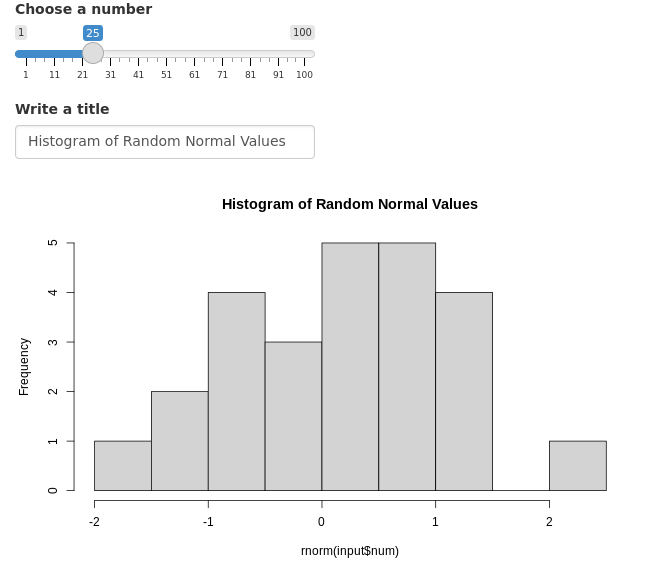 Choose a number
1 25 100
1 11 21 31 41 51 61 71 81 91 100
Write a title
Histogram of Random Normal Values
Histogram of Random Normal Values
Frequency
5
4
3
2
1
0
-2 -1 0 1 2
rnorm(input$num)